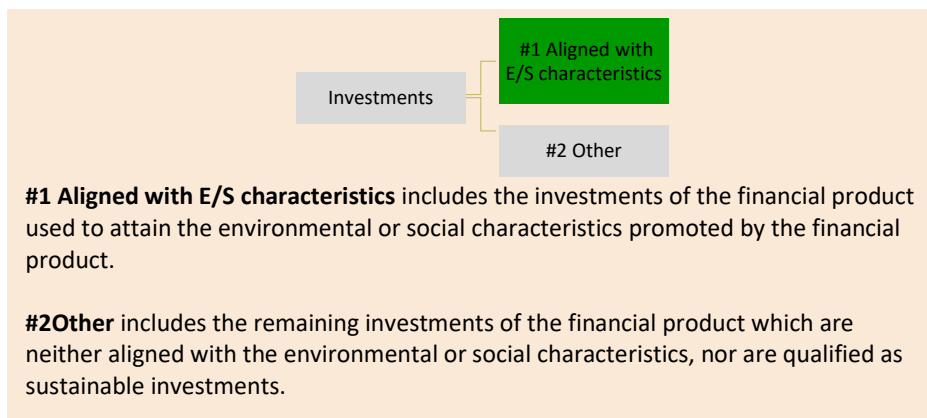 #1 Aligned with
E/S characteristics
Investments
#2 Other
#1 Aligned with E/S characteristics includes the investments of the financial product
used to attain the environmental or social characteristics promoted by the financial
product.
#2Other includes the remaining investments of the financial product which are
neither aligned with the environmental or social characteristics, nor are qualified as
sustainable investments.